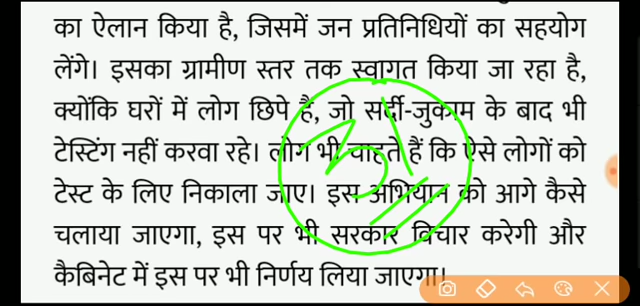 का ऐलान किया है, जिसमें जन प्रतिनिधियों का सहयोग
लेंगे। इसका ग्रामीण स्तर तक स्वागत किया जा रहा है,
क्योंकि घरों में लोग छिपे है, जो सर्दी-जुकाम के बाद भी
टेस्टिंग नहीं करवा रहे। लोग भी चाहते हैं कि ऐसे लोगों को
टेस्ट के लिए निकाला जाए। इस अभियान को आगे कैसे
चलाया जाएगा, इस पर भी सरकार विचार करेगी और
कैबिनेट में इस पर भी निर्णय लिया जाएगा।